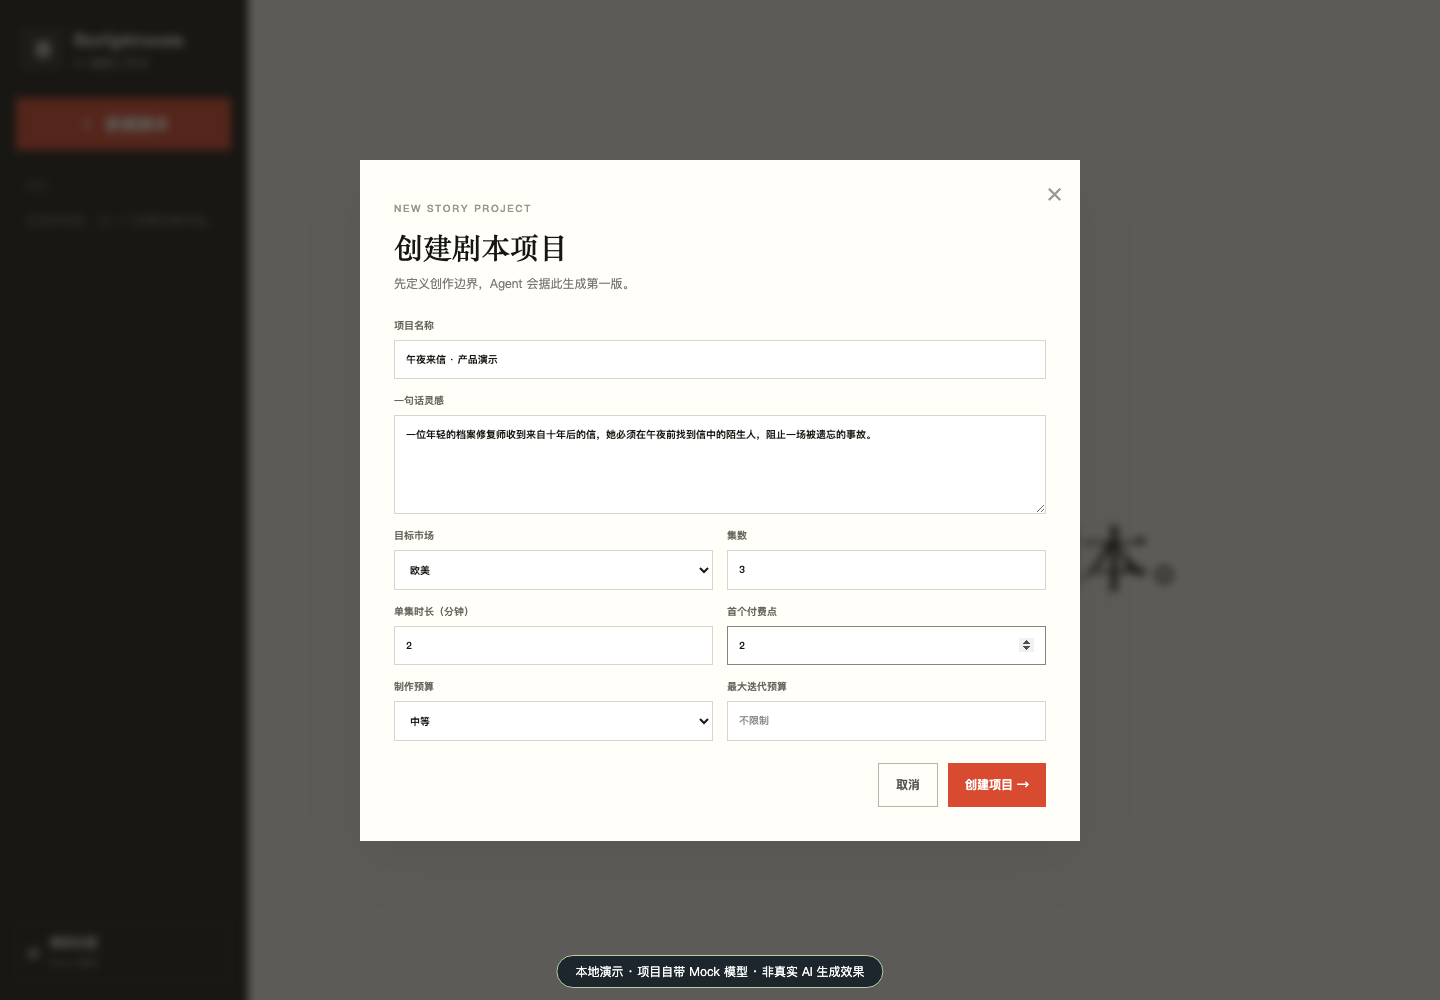 Scriptroom
NEW STORY PROJECT
创建剧本项目
先定义创作边界，Agent 会据此生成第一版。
项目名称
午夜来信 · 产品演示
一句话灵感
一位年轻的档案修复师收到来自十年后的信，她必须在午夜前找到信中的陌生人，阻止一场被遗忘的事故。
目标市场
集数
欧美
3
单集时长（分钟）
首个付费点
2
2
制作预算
最大迭代预算
中等
不限制
取消
创建项目 →
本。
本地演示 · 项目自带 Mock 模型 · 非真实 AI 生成效果